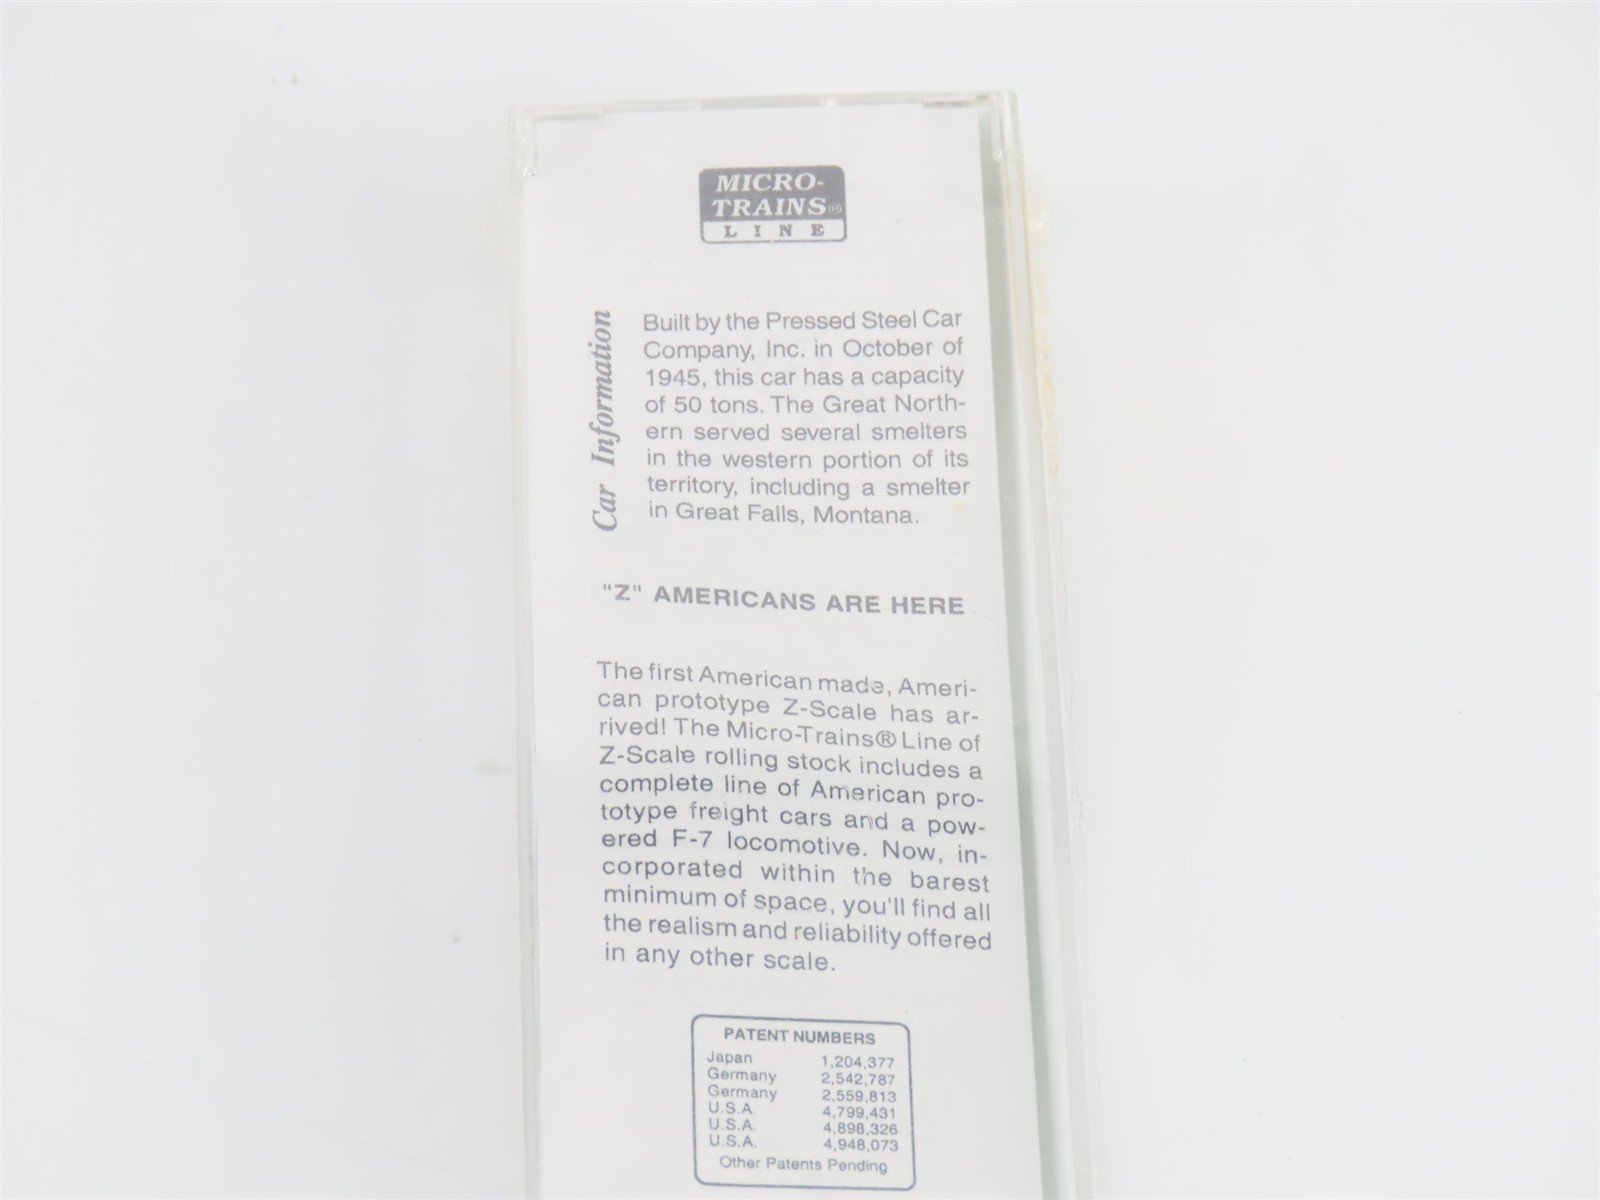 MICRO-
TRAINS®
LINE
Car Information
Built by the Pressed Steel Car
Company, Inc. in October of
1945, this car has a capacity
of 50 tons. The Great North-
ern served several smelters
in the western portion of its
territory, including a smelter
in Great Falls, Montana.
"Z" AMERICANS ARE HERE
The first American made, Ameri-
can prototype Z-Scale has ar-
rived! The Micro-Trains® Line of
Z-Scale rolling stock includes a
complete line of American pro-
totype freight cars and a pow-
ered F-7 locomotive. Now, in-
corporated within the barest
minimum of space, you'll find all
the realism and reliability offered
in any other scale.
PATENT NUMBERS
Japan 1,204,377
Germany 2,542,787
Germany 2,559,813
U.S.A. 4,799,431
U.S.A. 4,898,326
U.S.A. 4,948,073
Other Patents Pending